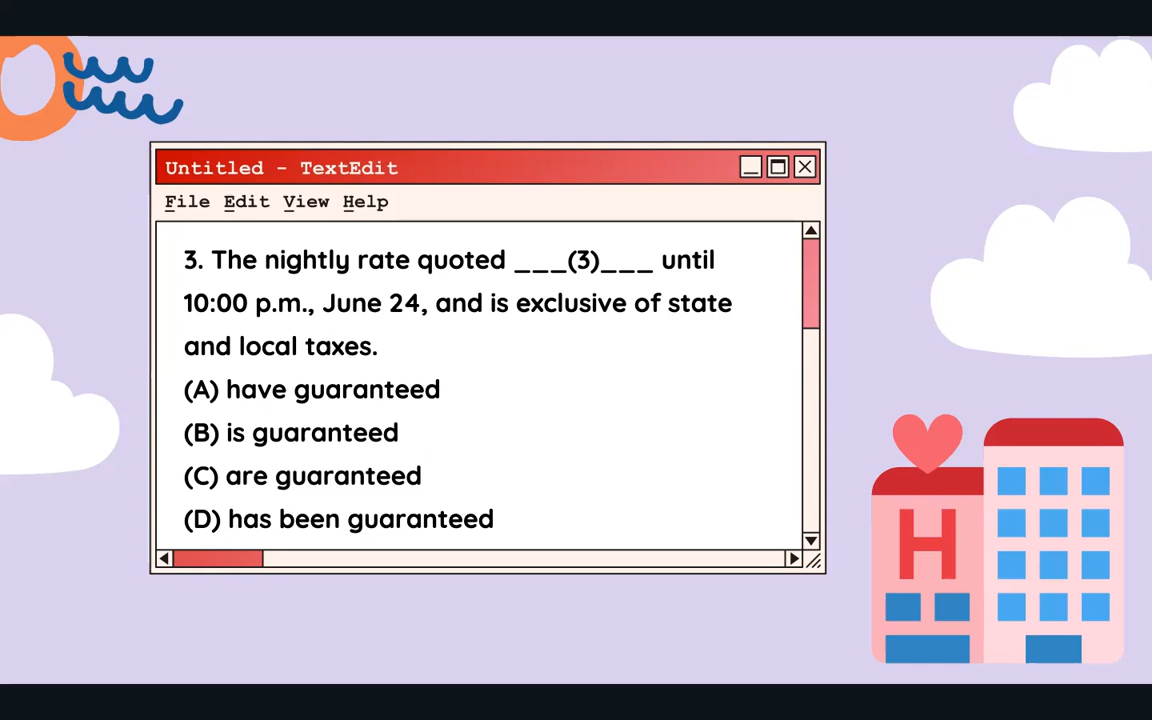 Untitled - TextEdit
File Edit View Help
3. The nightly rate quoted ___(3)___ until
10:00 p.m., June 24, and is exclusive of state
and local taxes.
(A) have guaranteed
(B) is guaranteed
(C) are guaranteed
(D) has been guaranteed
H